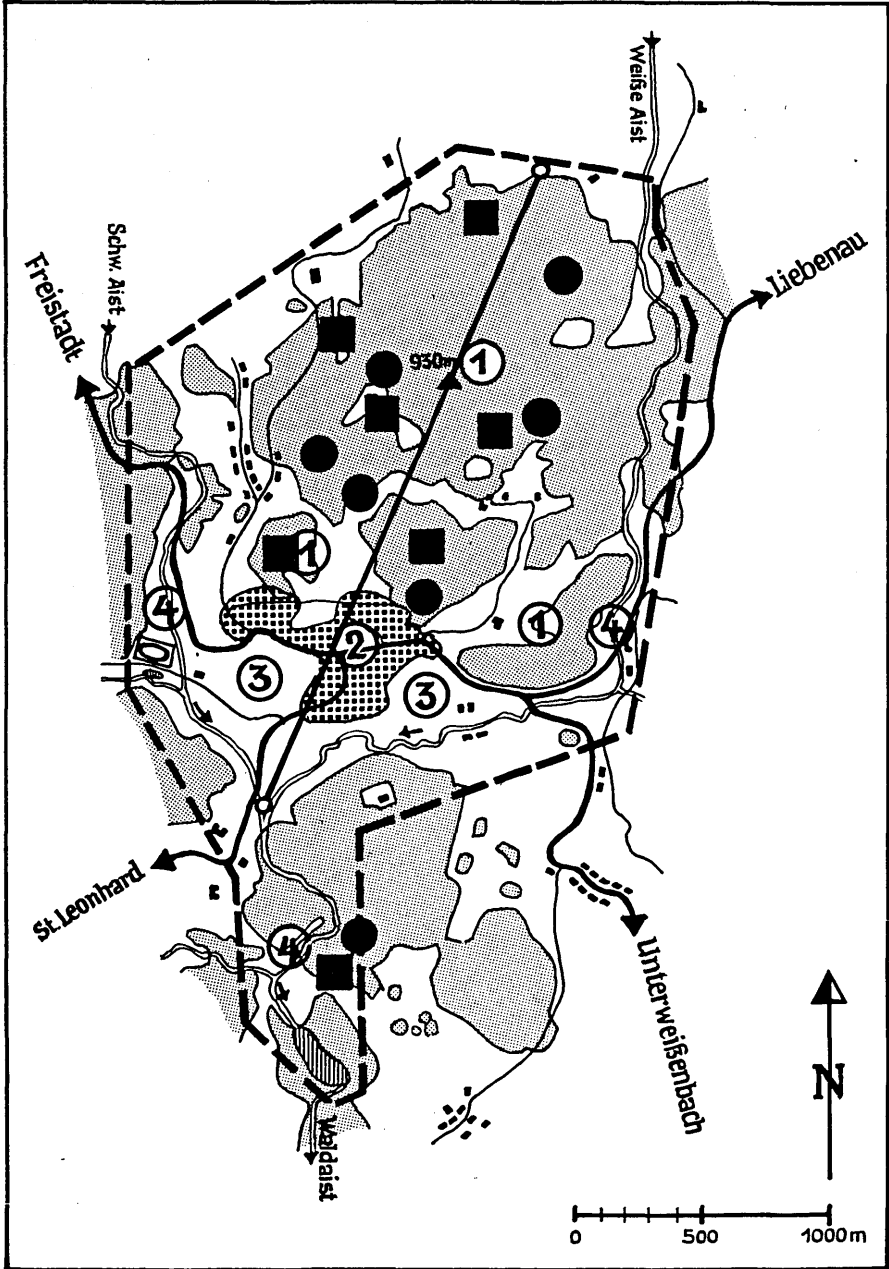 Weiße Aist
Schw. Aist
Freistadt
Liebenau
930m
1
1
1
4
2
4
3
3
St.Leonhard
4
Unterweißenbach
N
Waldaist
0 500 1000m